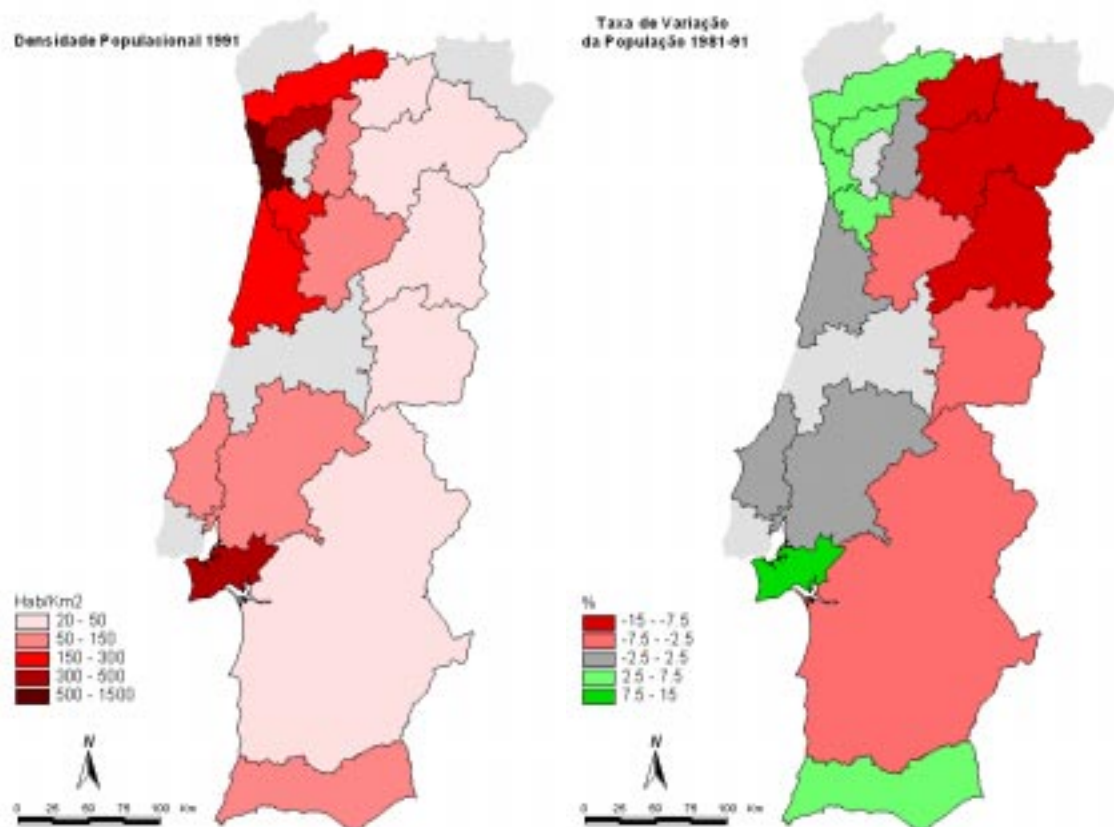 Densidade Populasional 1991
Hab/Km2
20 - 50
50 - 150
150 - 300
300 - 500
500 - 1500
N
0 25 50 75 100 Km
Taxa de Variação
da População 1981-91
%
-15 - -7.5
-7.5 - -2.5
-2.5 - 2.5
2.5 - 7.5
7.5 - 15
N
0 25 50 75 100 Km